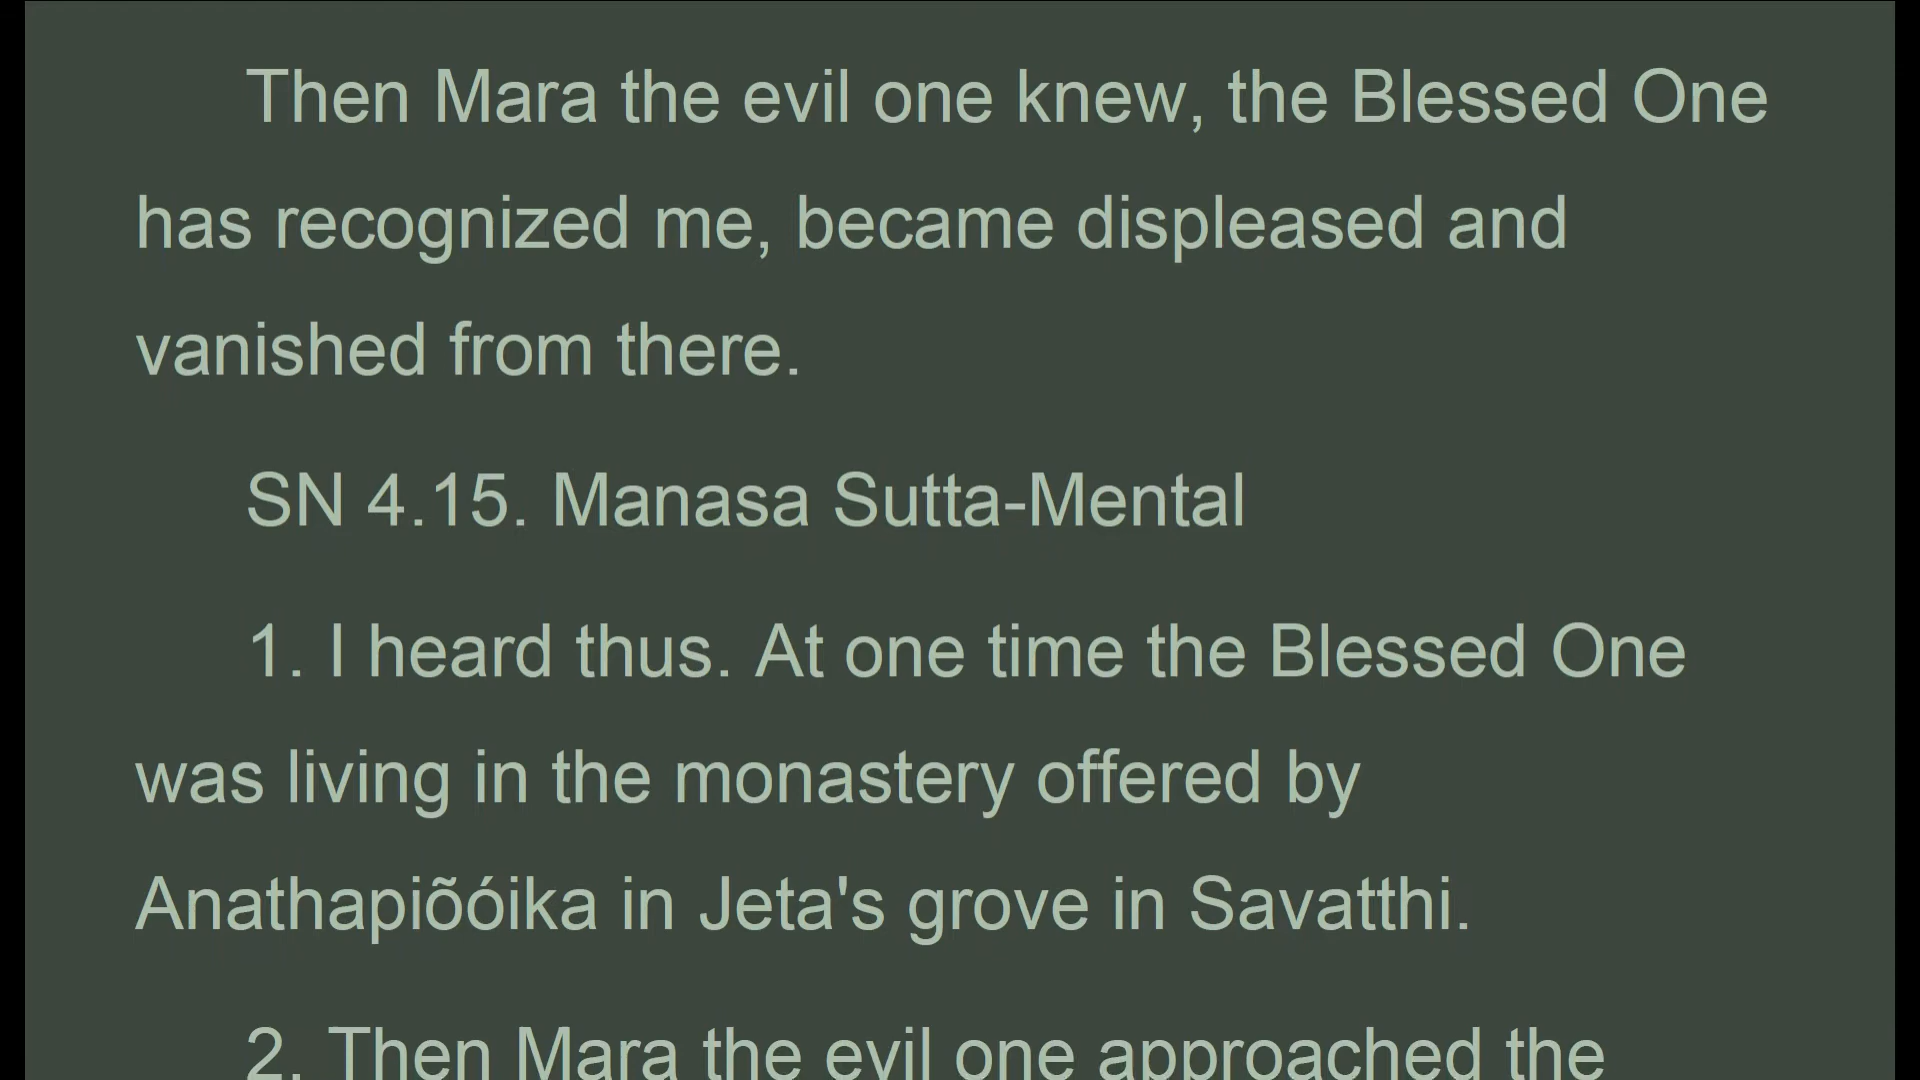 Then Mara the evil one knew, the Blessed One
has recognized me, became displeased and
vanished from there.
SN 4.15. Manasa Sutta-Mental
1. I heard thus. At one time the Blessed One
was living in the monastery offered by
Anathapiõóika in Jeta's grove in Savatthi.
2. Then Mara the evil one approached the